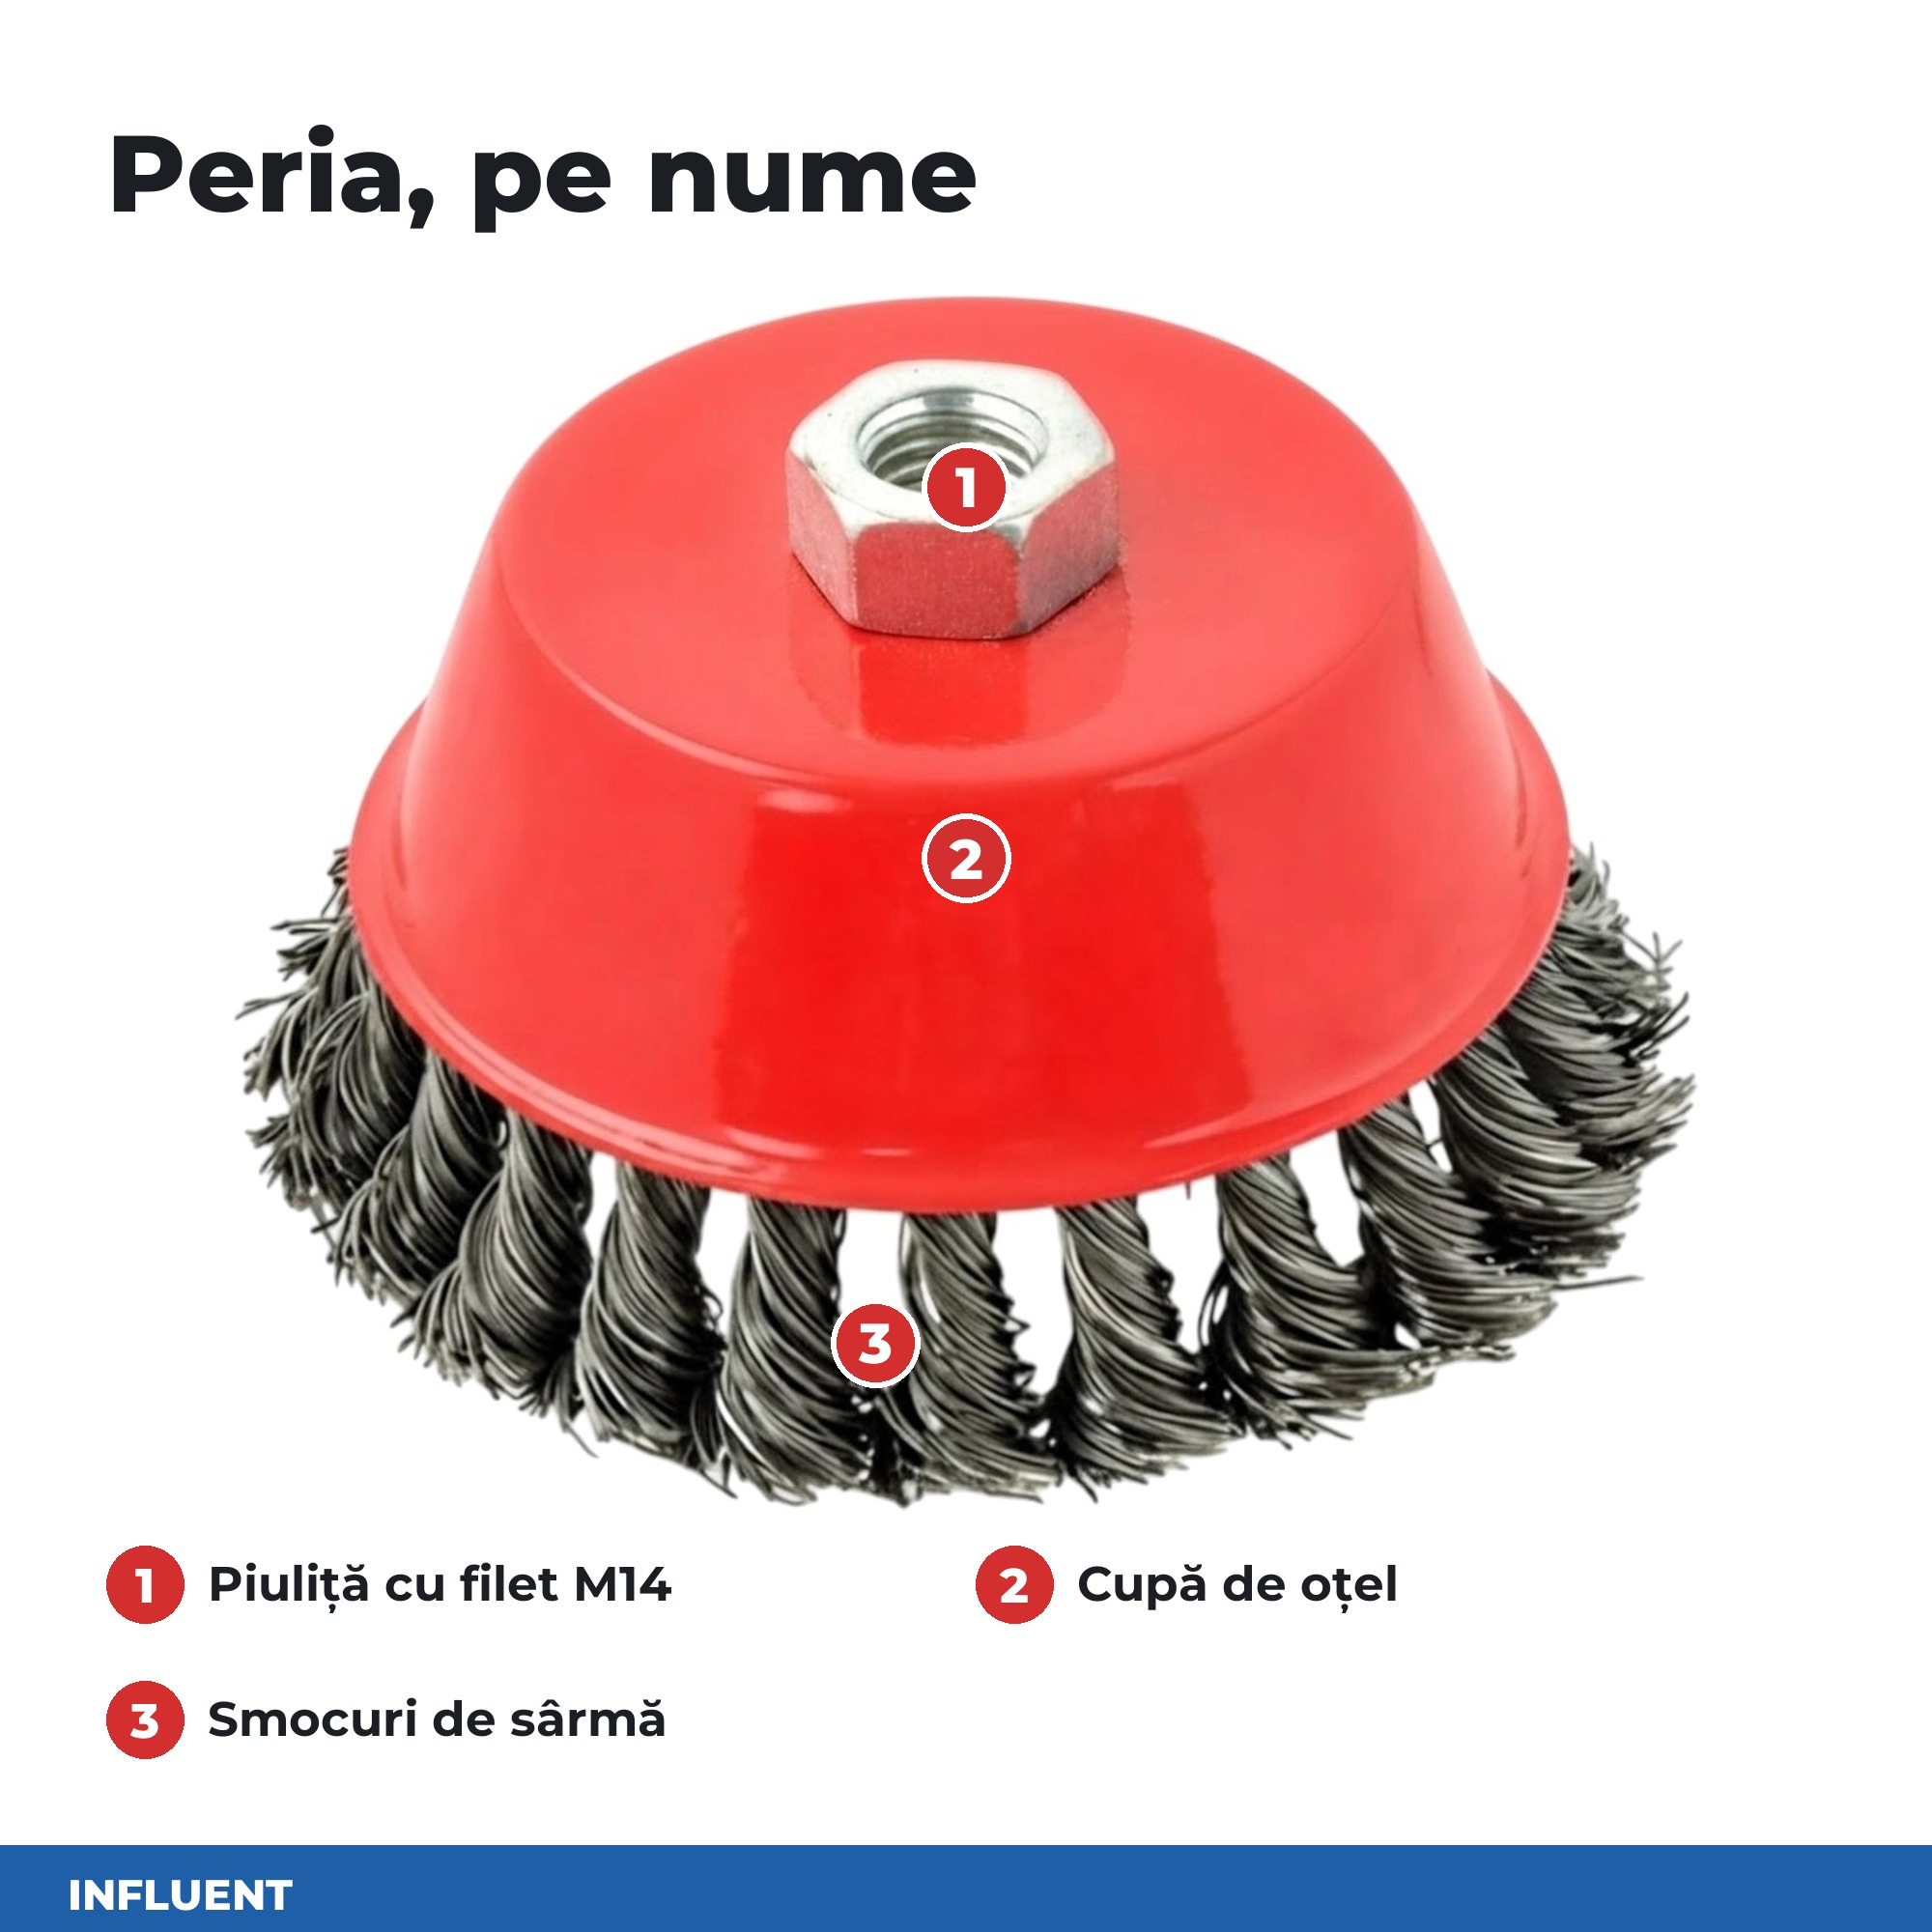 Peria, pe nume
1
2
3
1 Piuliță cu filet M14
2 Cupă de oțel
3 Smocuri de sârmă
INFLUENT